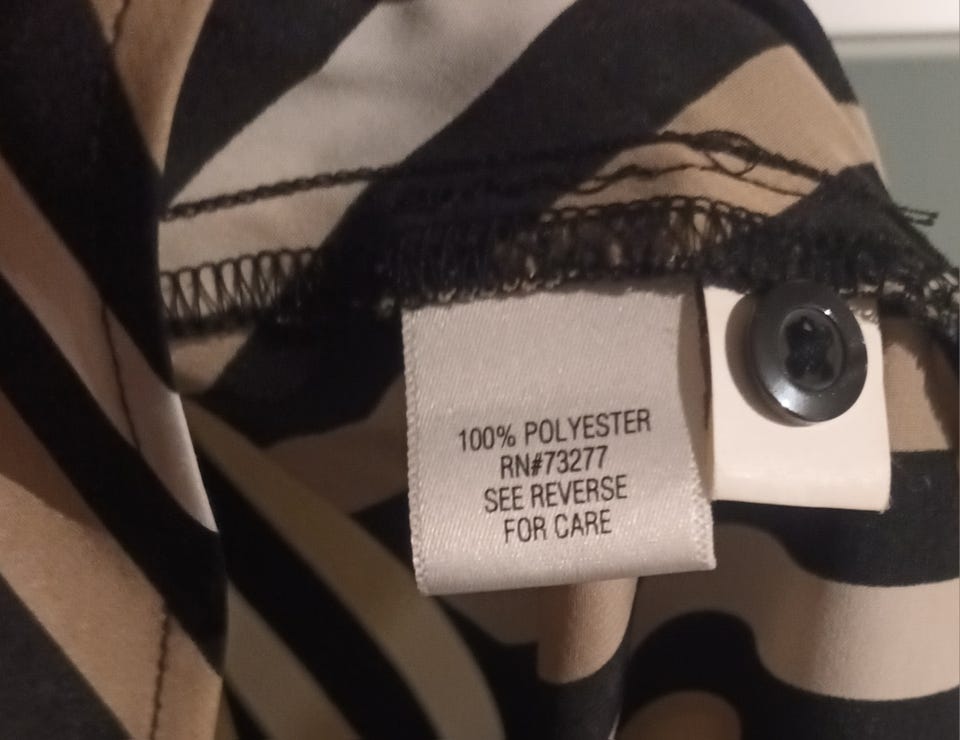 100% POLYESTER
RN#73277
SEE REVERSE
FOR CARE